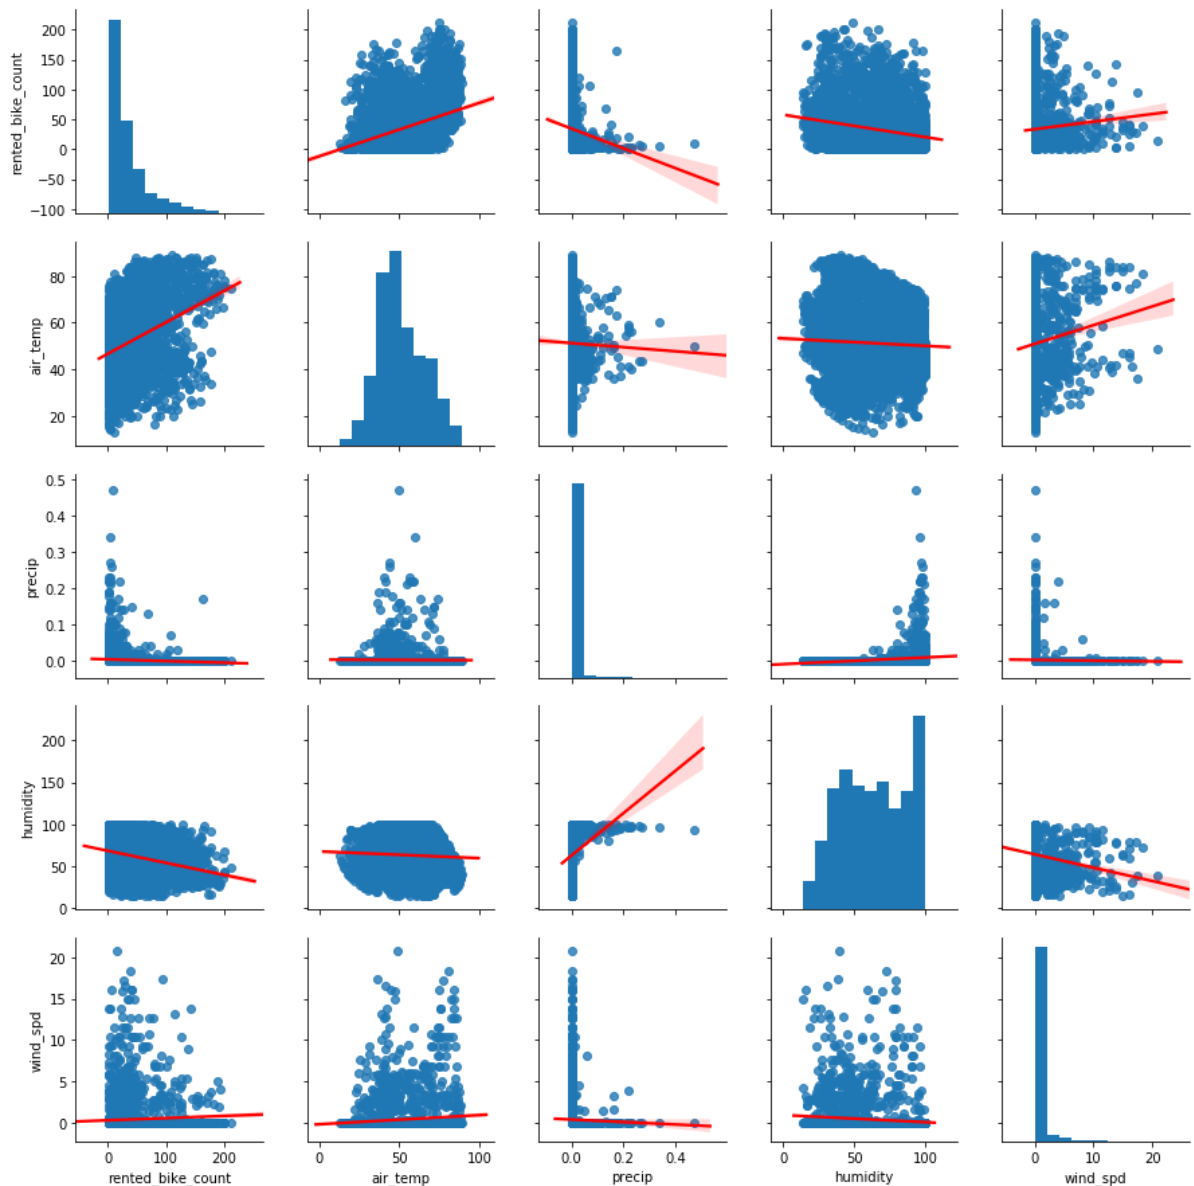 rented_bike_count
200
150
100
50
0
−50
−100
air_temp
80
60
40
20
precip
0.5
0.4
0.3
0.2
0.1
0.0
humidity
200
150
100
50
0
wind_spd
20
15
10
5
0
0 100 200
0 50 100
0.0 0.2 0.4
0 50 100
0 10 20
rented_bike_count air_temp precip humidity wind_spd